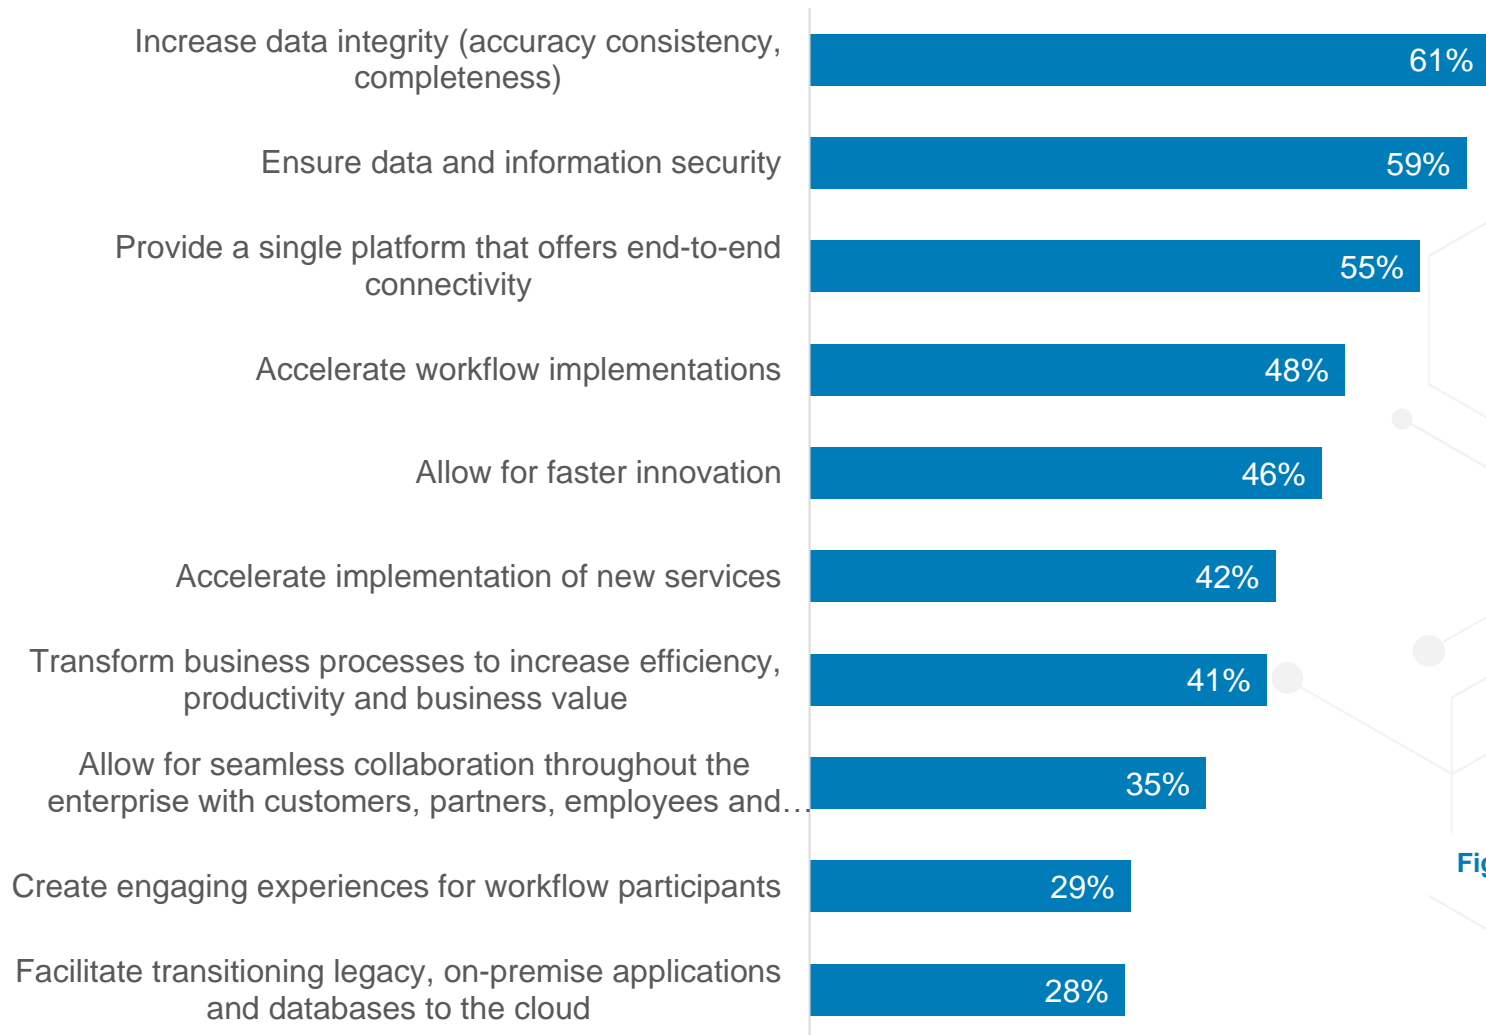 Increase data integrity (accuracy consistency,
completeness)
61%
Ensure data and information security
59%
Provide a single platform that offers end-to-end
connectivity
55%
Accelerate workflow implementations
48%
Allow for faster innovation
46%
Accelerate implementation of new services
42%
Transform business processes to increase efficiency,
productivity and business value
41%
Allow for seamless collaboration throughout the
enterprise with customers, partners, employees and…
35%
Create engaging experiences for workflow participants
29%
Facilitate transitioning legacy, on-premise applications
and databases to the cloud
28%